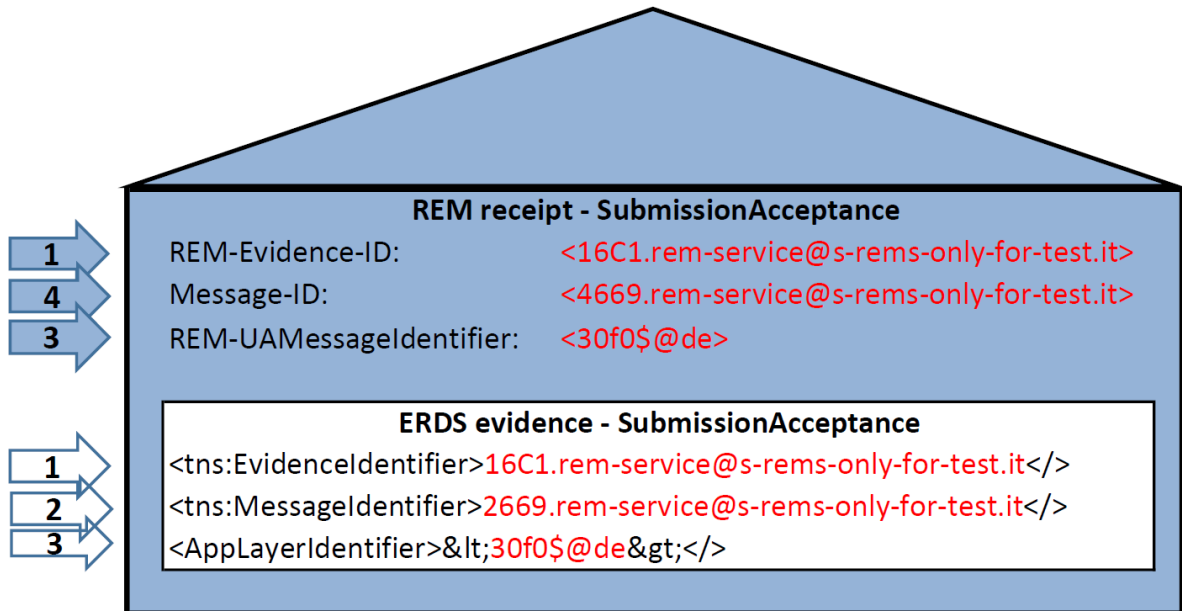 REM receipt - SubmissionAcceptance
1 REM-Evidence-ID: <16C1.rem-service@s-rems-only-for-test.it>
4 Message-ID: <4669.rem-service@s-rems-only-for-test.it>
3 REM-UAMessageIdentifier: <30f0$@de>
ERDS evidence - SubmissionAcceptance
1 <tns:EvidenceIdentifier>16C1.rem-service@s-rems-only-for-test.it</>
2 <tns:MessageIdentifier>2669.rem-service@s-rems-only-for-test.it</>
3 <AppLayerIdentifier>&lt;30f0$@de&gt;</>